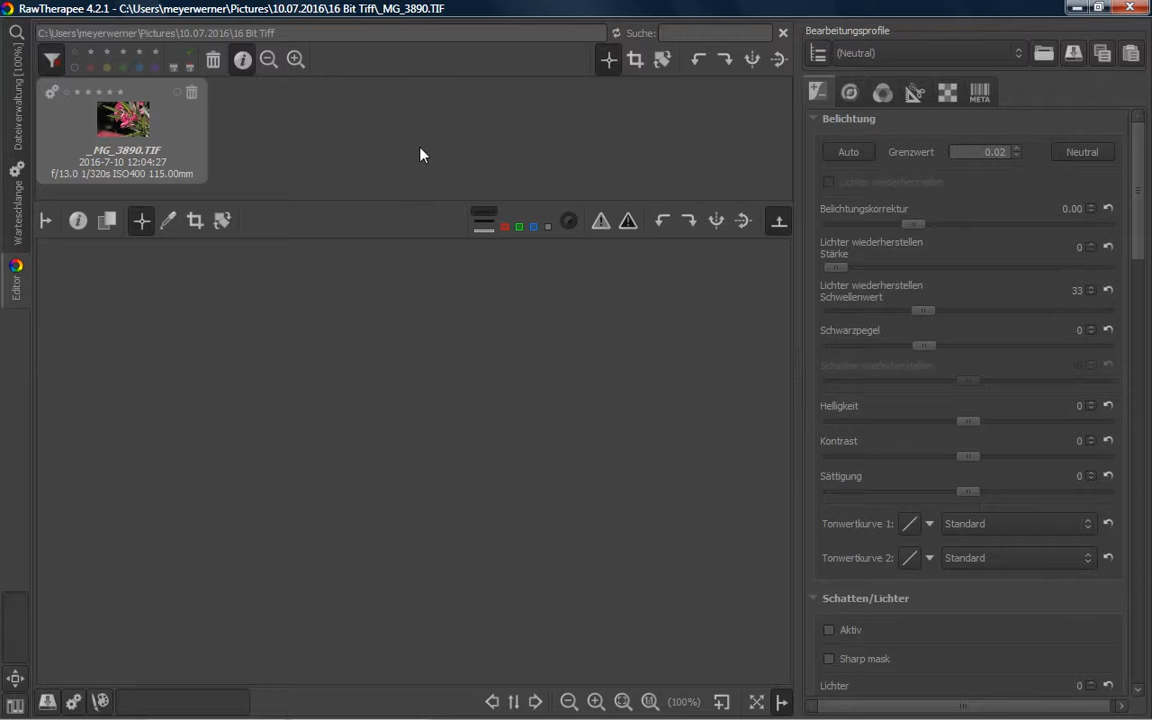 RawTherapee 4.2.1 - C:\Users\meyerwerner\Pictures\10.07.2016\16 Bit Tiff\_MG_3890.TIF
C:\Users\meyerwerner\Pictures\10.07.2016\16 Bit Tiff
Suche:
Dateiverwaltung [100%]
Warteschlange
Editor
_MG_3890.TIF
2016-7-10 12:04:27
f/13.0 1/320s ISO400 115.00mm
(100%)
Bearbeitungsprofile
(Neutral)
META
Belichtung
Auto Grenzwert 0.02 Neutral
Lichter wiederherstellen
Belichtungskorrektur 0.00
Lichter wiederherstellen
Stärke 0
Lichter wiederherstellen
Schwellenwert 33
Schwarzpegel 0
Schatten wiederherstellen
Helligkeit 0
Kontrast 0
Sättigung 0
Tonwertkurve 1: Standard
Tonwertkurve 2: Standard
Schatten/Lichter
Aktiv
Sharp mask
Lichter 0